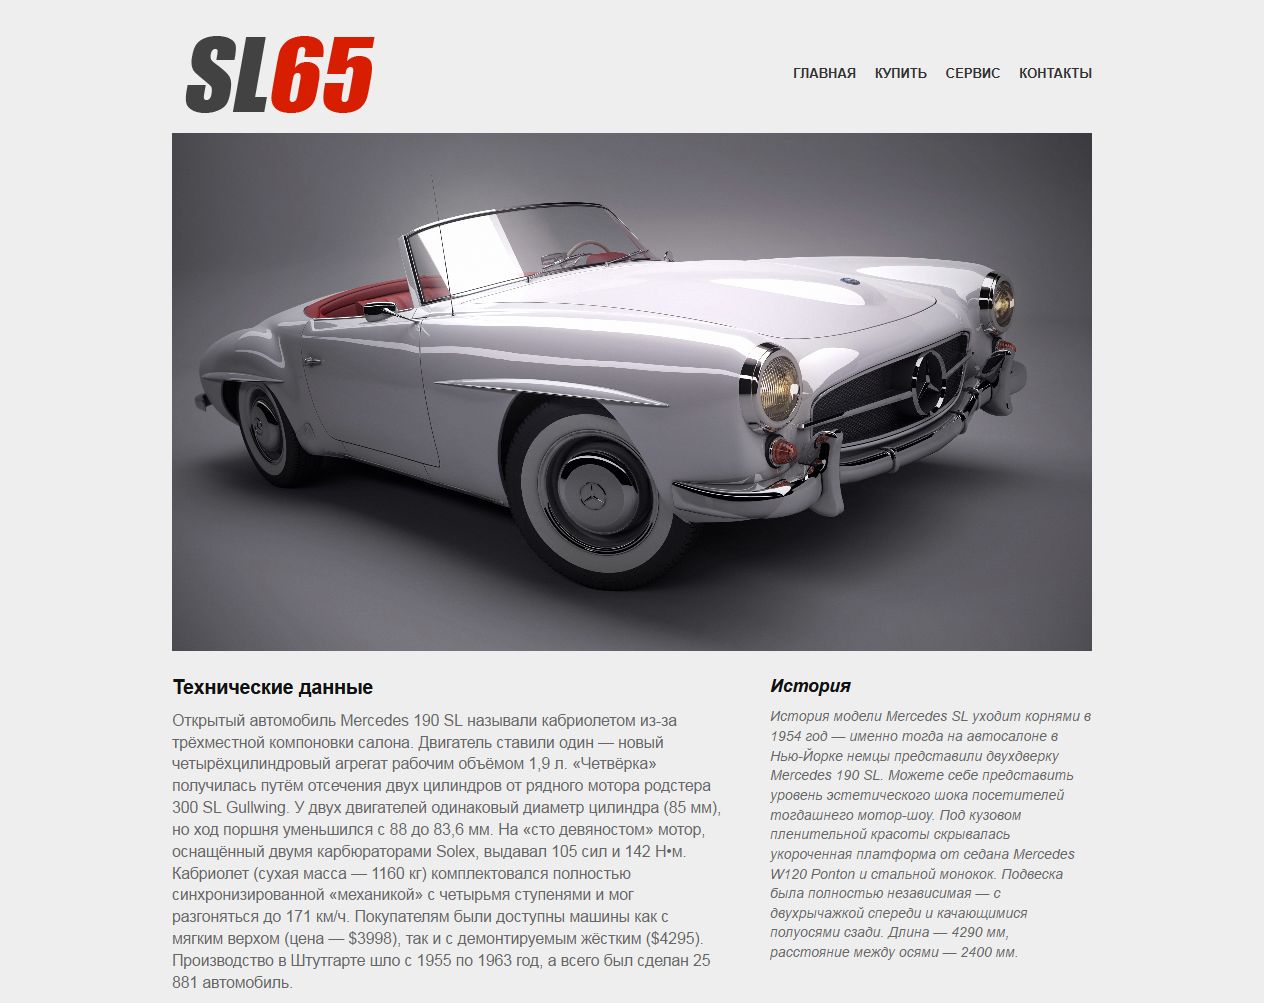 SL65
ГЛАВНАЯ КУПИТЬ СЕРВИС КОНТАКТЫ
Технические данные
Открытый автомобиль Mercedes 190 SL называли кабриолетом из-за
трёхместной компоновки салона. Двигатель ставили один — новый
четырёхцилиндровый агрегат рабочим объёмом 1,9 л. «Четвёрка»
получилась путём отсечения двух цилиндров от рядного мотора родстера
300 SL Gullwing. У двух двигателей одинаковый диаметр цилиндра (85 мм),
но ход поршня уменьшился с 88 до 83,6 мм. На «сто девяностом» мотор,
оснащённый двумя карбюраторами Solex, выдавал 105 сил и 142 Н•м.
Кабриолет (сухая масса — 1160 кг) комплектовался полностью
синхронизированной «механикой» с четырьмя ступенями и мог
разгоняться до 171 км/ч. Покупателям были доступны машины как с
мягким верхом (цена — $3998), так и с демонтируемым жёстким ($4295).
Производство в Штутгарте шло с 1955 по 1963 год, а всего был сделан 25
881 автомобиль.
История
История модели Mercedes SL уходит корнями в
1954 год — именно тогда на автосалоне в
Нью-Йорке немцы представили двухдверку
Mercedes 190 SL. Можете себе представить
уровень эстетического шока посетителей
тогдашнего мотор-шоу. Под кузовом
пленительной красоты скрывалась
укороченная платформа от седана Mercedes
W120 Ponton и стальной монокок. Подвеска
была полностью независимая — с
двухрычажкой спереди и качающимися
полуосями сзади. Длина — 4290 мм,
расстояние между осями — 2400 мм.